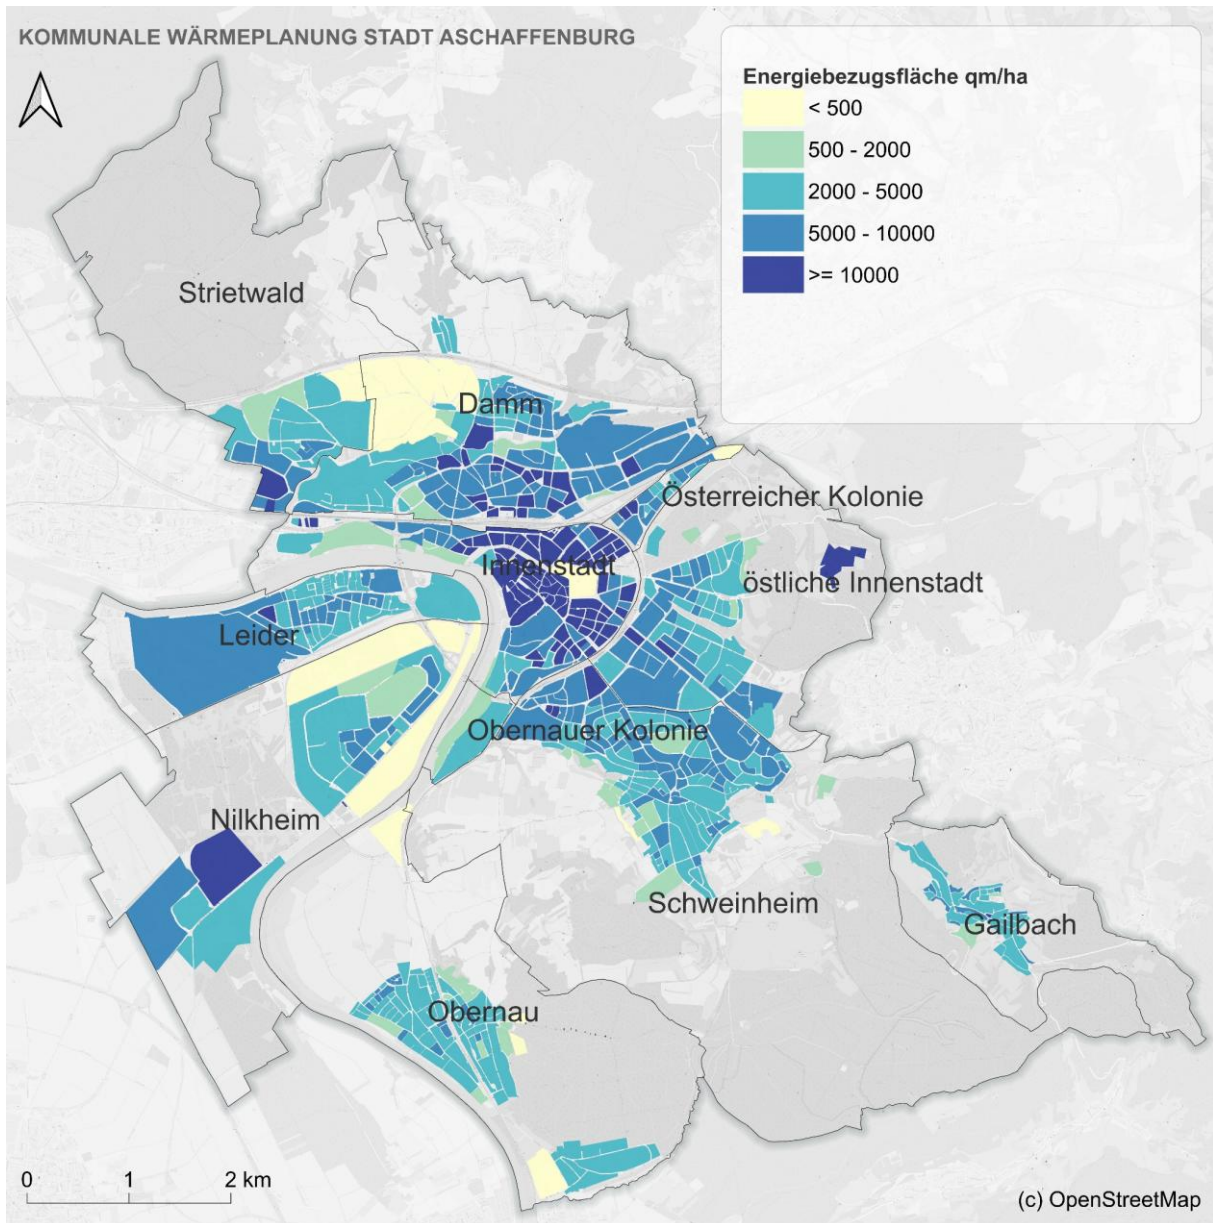 KOMMUNALE WÄRMEPLANUNG STADT ASCHAFFENBURG
Energiebezugsfläche qm/ha
< 500
500 - 2000
2000 - 5000
5000 - 10000
>= 10000
Strietwald
Damm
Österreicher Kolonie
Innenstadt
östliche Innenstadt
Leider
Obernauer Kolonie
Nilkheim
Schweinheim
Gailbach
Obernau
0 1 2 km
(c) OpenStreetMap